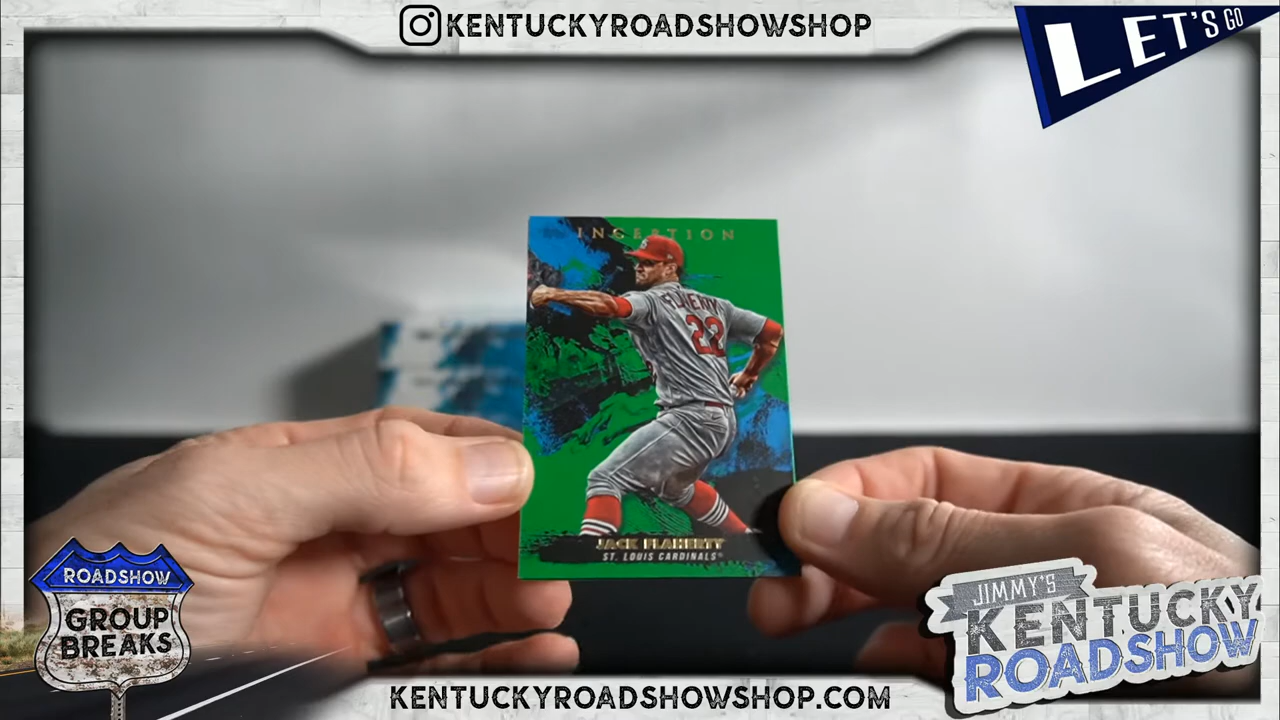 KENTUCKYROADSHOWSHOP
LET'S GO
INCEPTION
FLAHERTY
22
JACK FLAHERTY
ST. LOUIS CARDINALS
ROADSHOW
GROUP
BREAKS
JIMMY'S
KENTUCKY
ROADSHOW
KENTUCKYROADSHOWSHOP.COM